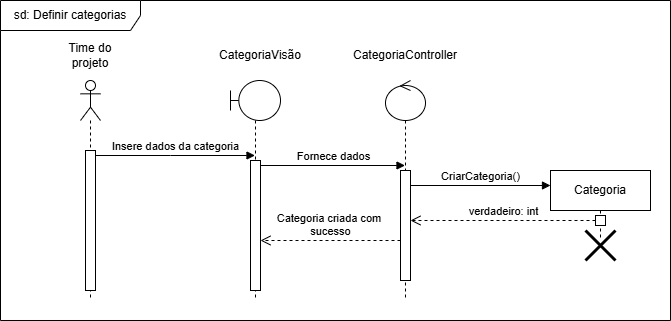 sd: Definir categorias
Time do
projeto
CategoriaVisão
CategoriaController
Insere dados da categoria
Fornece dados
CriarCategoria()
Categoria
verdadeiro: int
Categoria criada com
sucesso